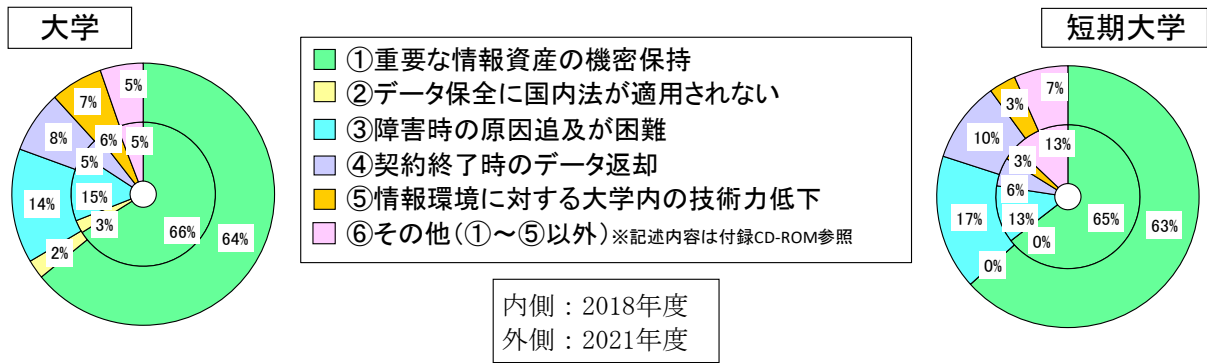 大学
短期大学
①重要な情報資産の機密保持
②データ保全に国内法が適用されない
③障害時の原因追及が困難
④契約終了時のデータ返却
⑤情報環境に対する大学内の技術力低下
⑥その他(①～⑤以外)※記述内容は付録CD-ROM参照
内側：2018年度
外側：2021年度
5%
7%
8%
14%
2%
64%
5%
6%
5%
15%
3%
66%
7%
3%
10%
17%
0%
63%
13%
3%
6%
13%
0%
65%